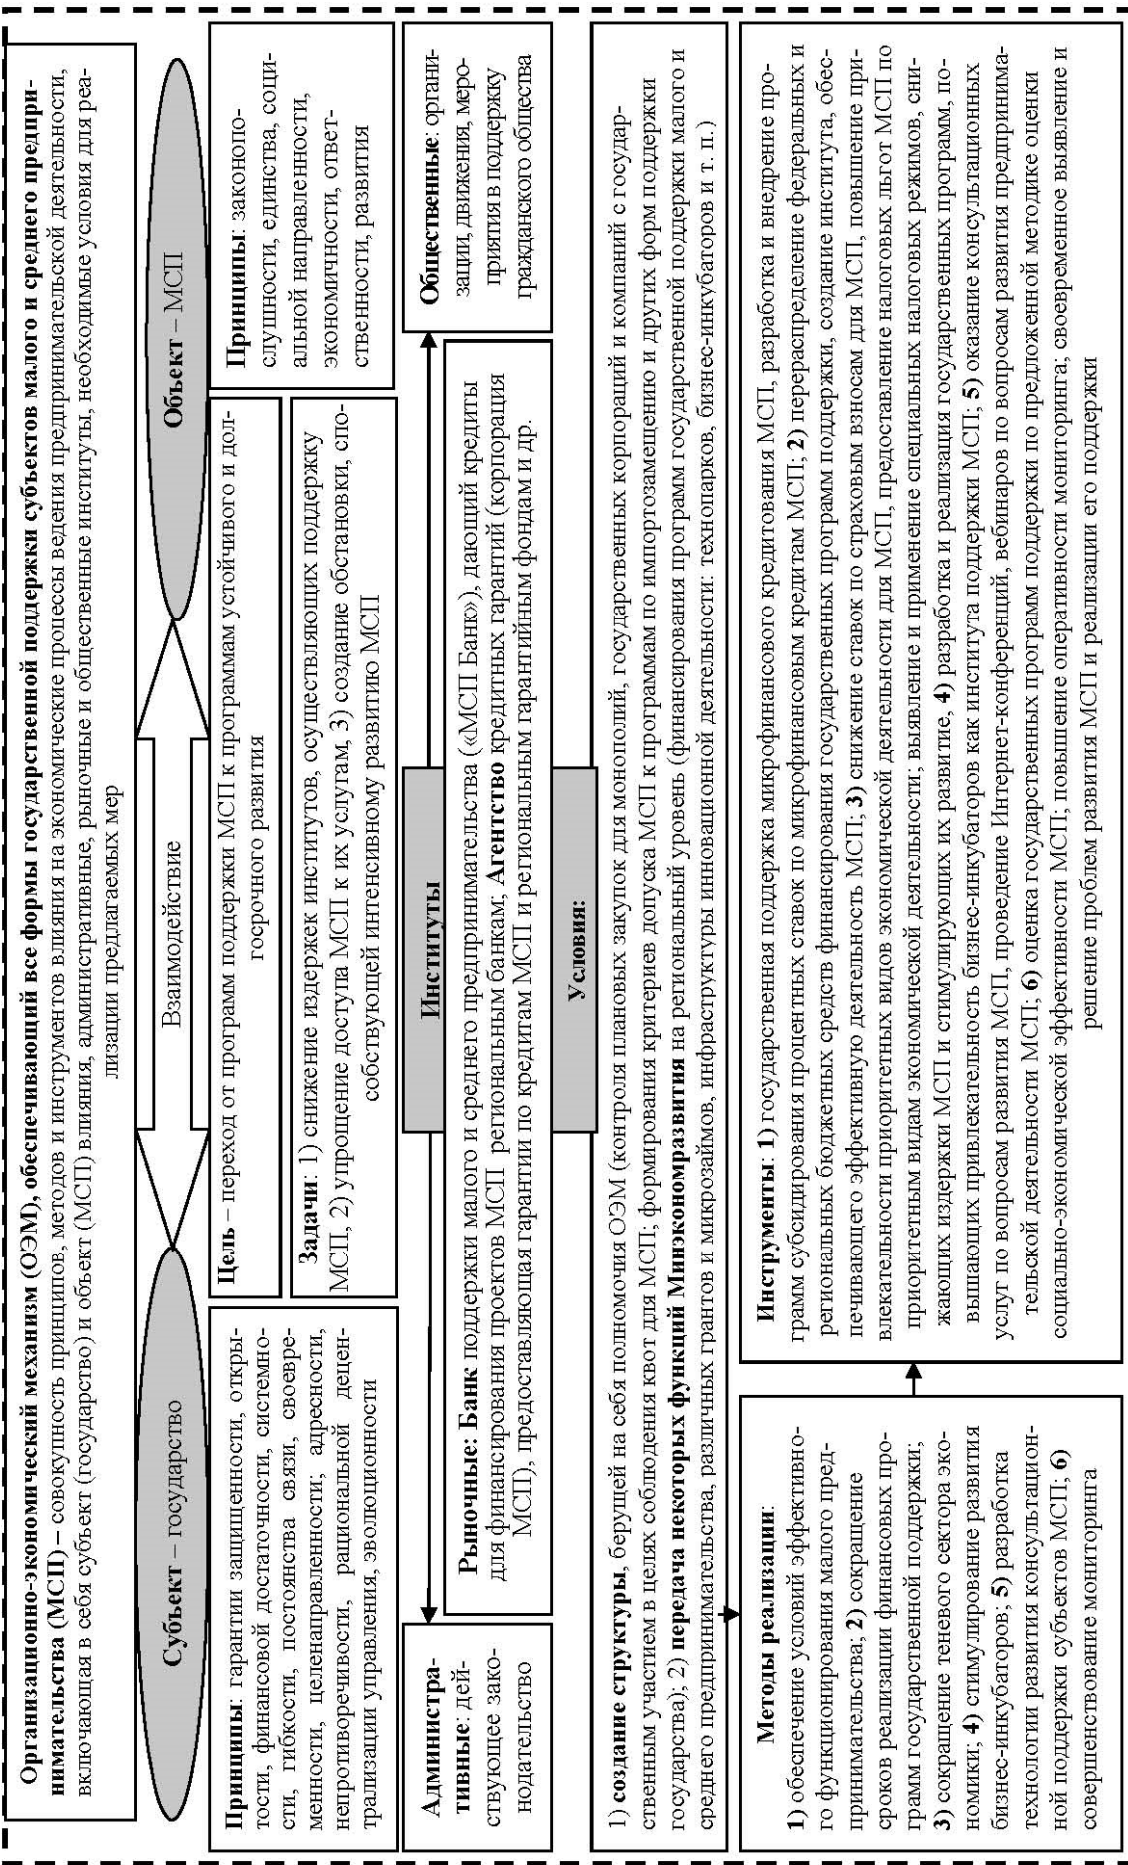 Организационно-экономический механизм (ОЭМ), обеспечивающий все формы государственной поддержки субъектов малого и среднего предпри-
нимательства (МСП) – совокупность принципов, методов и инструментов влияния на экономические процессы ведения предпринимательской деятельности,
включающая в себя субъект (государство) и объект (МСП) влияния, административные, рыночные и общественные институты, необходимые условия для реа-
лизации предлагаемых мер
Субъект – государство
Взаимодействие
Объект – МСП
Принципы: гарантии защищенности, откры-
тости, финансовой достаточности, системно-
сти, гибкости, постоянства связи, своевре-
менности, целенаправленности; адресности,
непротиворечивости, рациональной децен-
трализации управления, эволюционности
Цель – переход от программ поддержки МСП к программам устойчивого и дол-
госрочного развития
Задачи: 1) снижение издержек институтов, осуществляющих поддержку
МСП, 2) упрощение доступа МСП к их услугам, 3) создание обстановки, спо-
собствующей интенсивному развитию МСП
Принципы: законопо-
слушности, единства, соци-
альной направленности,
экономичности, ответ-
ственности, развития
Институты
Администра-
тивные: дей-
ствующее зако-
нодательство
Рыночные: Банк поддержки малого и среднего предпринимательства («МСП Банк»), дающий кредиты
для финансирования проектов МСП региональным банкам; Агентство кредитных гарантий (корпорация
МСП), предоставляющая гарантии по кредитам МСП и региональным гарантийным фондам и др.
Общественные: органи-
зации, движения, меро-
приятия в поддержку
гражданского общества
Условия:
1) создание структуры, берущей на себя полномочия ОЭМ (контроля плановых закупок для монополий, государственных корпораций и компаний с государ-
ственным участием в целях соблюдения квот для МСП; формирования критериев допуска МСП к программам по импортозамещению и других форм поддержки
государства); 2) передача некоторых функций Минэкономразвития на региональный уровень (финансирования программ государственной поддержки малого и
среднего предпринимательства, различных грантов и микрозаймов, инфраструктуры инновационной деятельности: технопарков, бизнес-инкубаторов и т. п.)
Методы реализации:
1) обеспечение условий эффективно-
го функционирования малого пред-
принимательства; 2) сокращение
сроков реализации финансовых про-
грамм государственной поддержки;
3) сокращение теневого сектора эко-
номики; 4) стимулирование развития
бизнес-инкубаторов; 5) разработка
технологии развития консультацион-
ной поддержки субъектов МСП; 6)
совершенствование мониторинга
Инструменты: 1) государственная поддержка микрофинансового кредитования МСП, разработка и внедрение про-
грамм субсидирования процентных ставок по микрофинансовым кредитам МСП; 2) перераспределение федеральных и
региональных бюджетных средств финансирования государственных программ поддержки, создание института, обес-
печивающего эффективную деятельность МСП; 3) снижение ставок по страховым взносам для МСП, повышение при-
влекательности приоритетных видов экономической деятельности для МСП, предоставление налоговых льгот МСП по
приоритетным видам экономической деятельности; выявление и применение специальных налоговых режимов, сни-
жающих издержки МСП и стимулирующих их развитие, 4) разработка и реализация государственных программ, по-
вышающих привлекательность бизнес-инкубаторов как института поддержки МСП; 5) оказание консультационных
услуг по вопросам развития МСП, проведение Интернет-конференций, вебинаров по вопросам развития предпринима-
тельской деятельности МСП; 6) оценка государственных программ поддержки по предложенной методике оценки
социально-экономической эффективности МСП; повышение оперативности мониторинга; своевременное выявление и
решение проблем развития МСП и реализации его поддержки